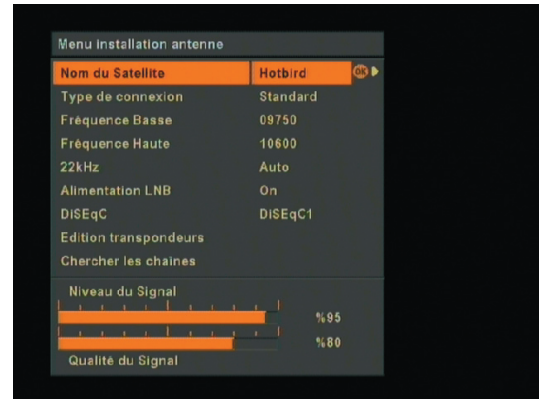 Menu installation antenne
Nom du Satellite Hotbird OK
Type de connexion Standard
Fréquence Basse 09750
Fréquence Haute 10600
22kHz Auto
Alimentation LNB On
DiSEqC DiSEqC1
Edition transpondeurs
Chercher les chaînes
Niveau du Signal
%95
%80
Qualité du Signal